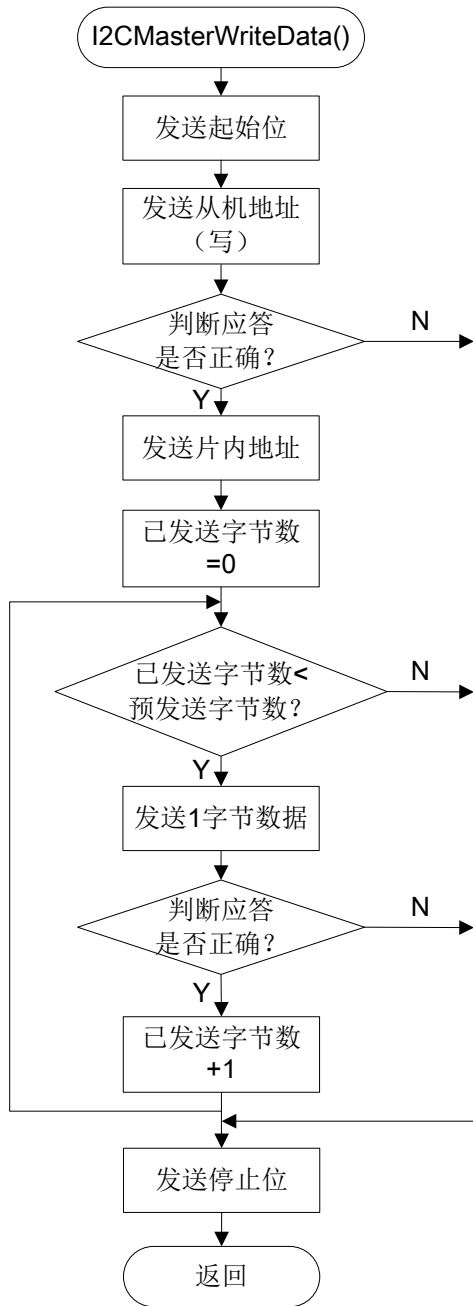 I2CMasterWriteData()
发送起始位
发送从机地址
（写）
判断应答
是否正确？
N
Y
发送片内地址
已发送字节数
=0
已发送字节数<
预发送字节数？
N
Y
发送1字节数据
判断应答
是否正确？
N
Y
已发送字节数
+1
发送停止位
返回